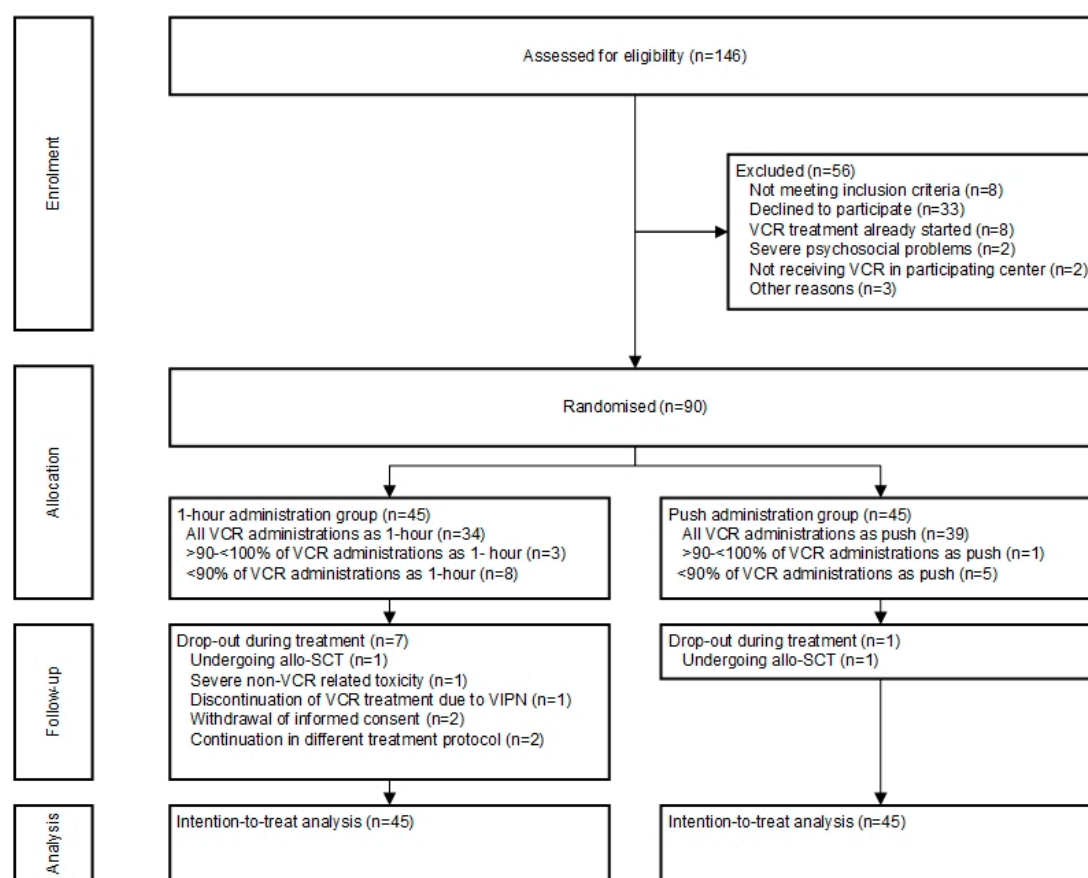 Enrolment
Assessed for eligibility (n=146)
Excluded (n=56)
Not meeting inclusion criteria (n=8)
Declined to participate (n=33)
VCR treatment already started (n=8)
Severe psychosocial problems (n=2)
Not receiving VCR in participating center (n=2)
Other reasons (n=3)
Allocation
Randomised (n=90)
1-hour administration group (n=45)
All VCR administrations as 1-hour (n=34)
>90-<100% of VCR administrations as 1- hour (n=3)
<90% of VCR administrations as 1-hour (n=8)
Push administration group (n=45)
All VCR administrations as push (n=39)
>90-<100% of VCR administrations as push (n=1)
<90% of VCR administrations as push (n=5)
Follow-up
Drop-out during treatment (n=7)
Undergoing allo-SCT (n=1)
Severe non-VCR related toxicity (n=1)
Discontinuation of VCR treatment due to VIPN (n=1)
Withdrawal of informed consent (n=2)
Continuation in different treatment protocol (n=2)
Drop-out during treatment (n=1)
Undergoing allo-SCT (n=1)
Analysis
Intention-to-treat analysis (n=45)
Intention-to-treat analysis (n=45)